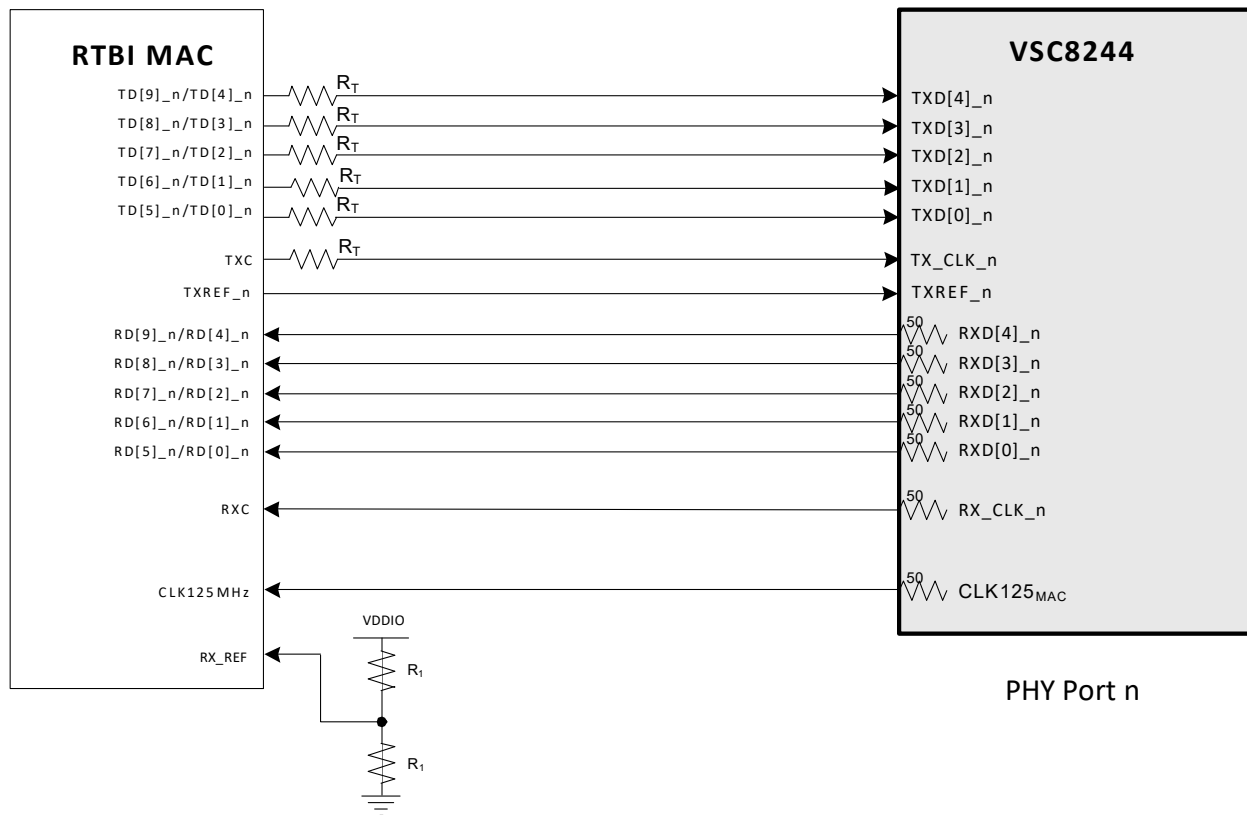 RTBI MAC
VSC8244
TD[9]_n/TD[4]_n
R_T
TXD[4]_n
TD[8]_n/TD[3]_n
R_T
TXD[3]_n
TD[7]_n/TD[2]_n
R_T
TXD[2]_n
TD[6]_n/TD[1]_n
R_T
TXD[1]_n
TD[5]_n/TD[0]_n
R_T
TXD[0]_n
TXC
R_T
TX_CLK_n
TXREF_n
TXREF_n
RD[9]_n/RD[4]_n
50
RXD[4]_n
RD[8]_n/RD[3]_n
50
RXD[3]_n
RD[7]_n/RD[2]_n
50
RXD[2]_n
RD[6]_n/RD[1]_n
50
RXD[1]_n
RD[5]_n/RD[0]_n
50
RXD[0]_n
RXC
50
RX_CLK_n
CLK125MHz
50
CLK125MAC
VDDIO
RX_REF
R1
R1
PHY Port n